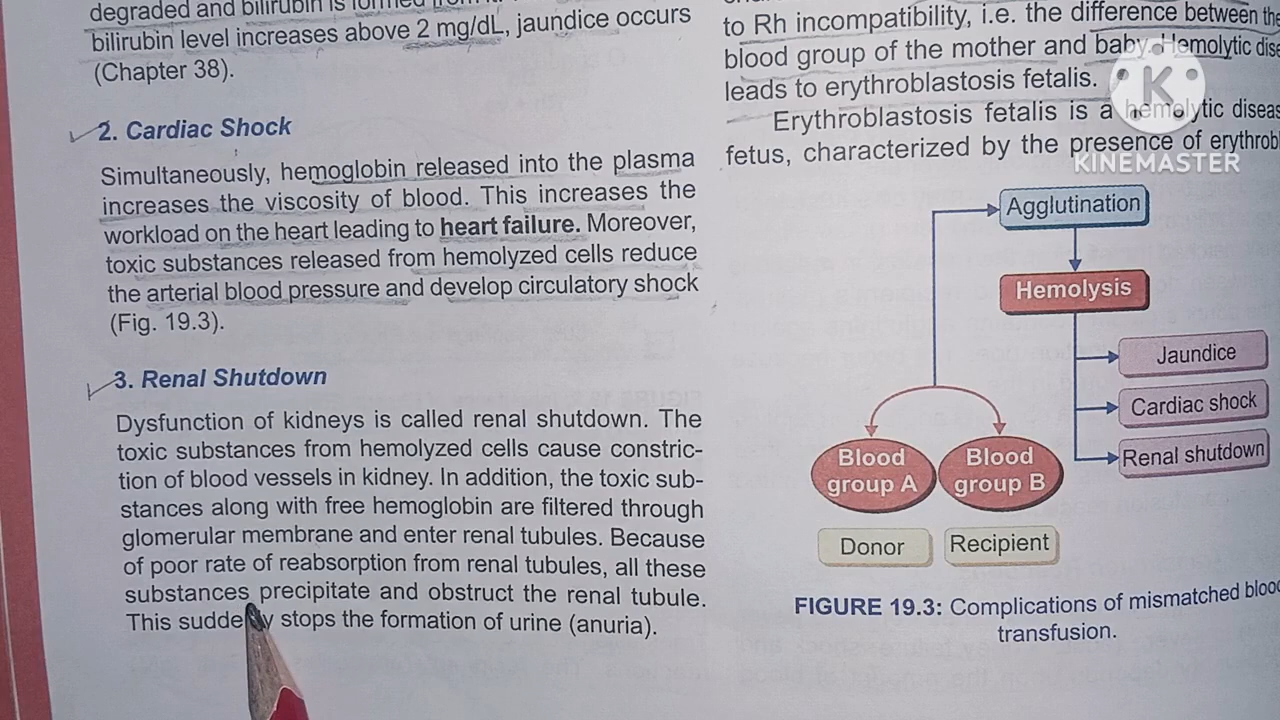 degraded and bilirubin is formed from
bilirubin level increases above 2 mg/dL, jaundice occurs
(Chapter 38).
2. Cardiac Shock
Simultaneously, hemoglobin released into the plasma
increases the viscosity of blood. This increases the
workload on the heart leading to heart failure. Moreover,
toxic substances released from hemolyzed cells reduce
the arterial blood pressure and develop circulatory shock
(Fig. 19.3).
3. Renal Shutdown
Dysfunction of kidneys is called renal shutdown. The
toxic substances from hemolyzed cells cause constric-
tion of blood vessels in kidney. In addition, the toxic sub-
stances along with free hemoglobin are filtered through
glomerular membrane and enter renal tubules. Because
of poor rate of reabsorption from renal tubules, all these
substances precipitate and obstruct the renal tubule.
This suddenly stops the formation of urine (anuria).
to Rh incompatibility, i.e. the difference between the
blood group of the mother and baby. Hemolytic
leads to erythroblastosis fetalis.
Erythroblastosis fetalis is a hemolytic
fetus, characterized by the presence of
K
KINEMASTER
Agglutination
Hemolysis
Jaundice
Cardiac shock
Renal shutdown
Blood group A
Blood group B
Donor
Recipient
FIGURE 19.3: Complications of mismatched blood
transfusion.